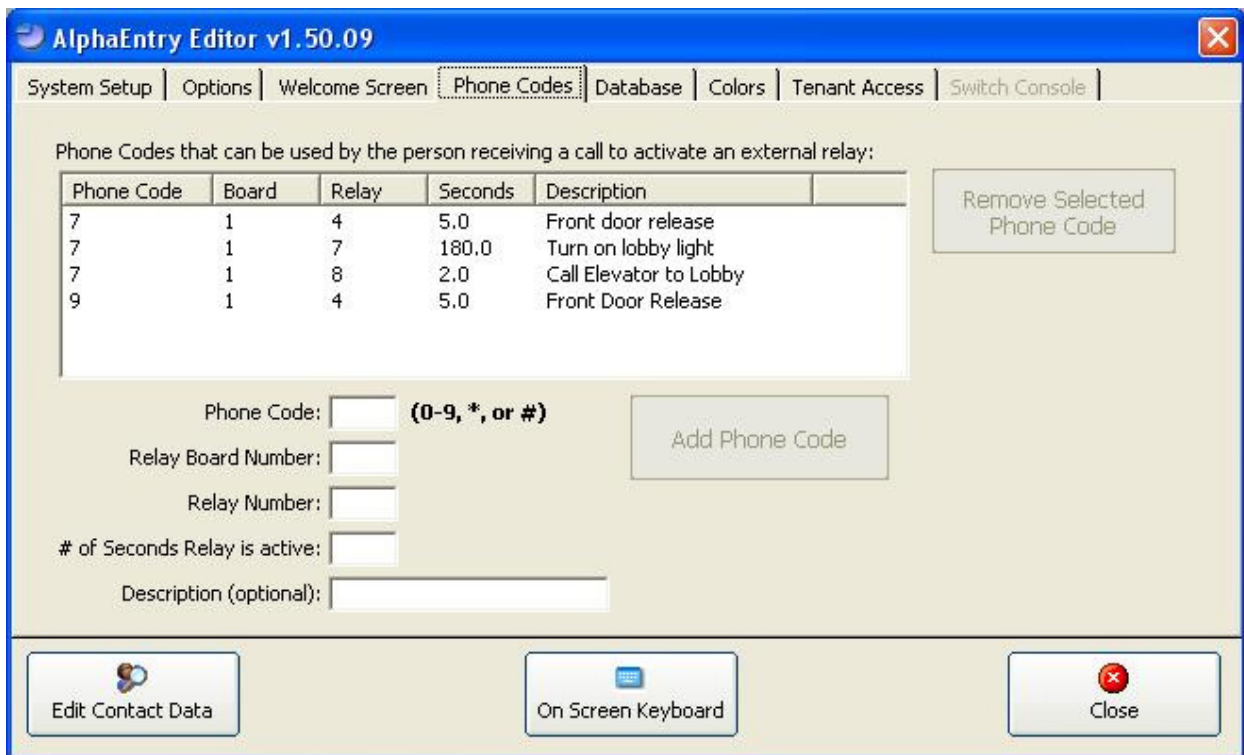 AlphaEntry Editor v1.50.09
System Setup Options Welcome Screen Phone Codes Database Colors Tenant Access Switch Console
Phone Codes that can be used by the person receiving a call to activate an external relay:
Phone Code Board Relay Seconds Description
7 1 4 5.0 Front door release
7 1 7 180.0 Turn on lobby light
7 1 8 2.0 Call Elevator to Lobby
9 1 4 5.0 Front Door Release
Remove Selected
Phone Code
Phone Code: (0-9, *, or #)
Add Phone Code
Relay Board Number:
Relay Number:
# of Seconds Relay is active:
Description (optional):
Edit Contact Data
On Screen Keyboard
Close